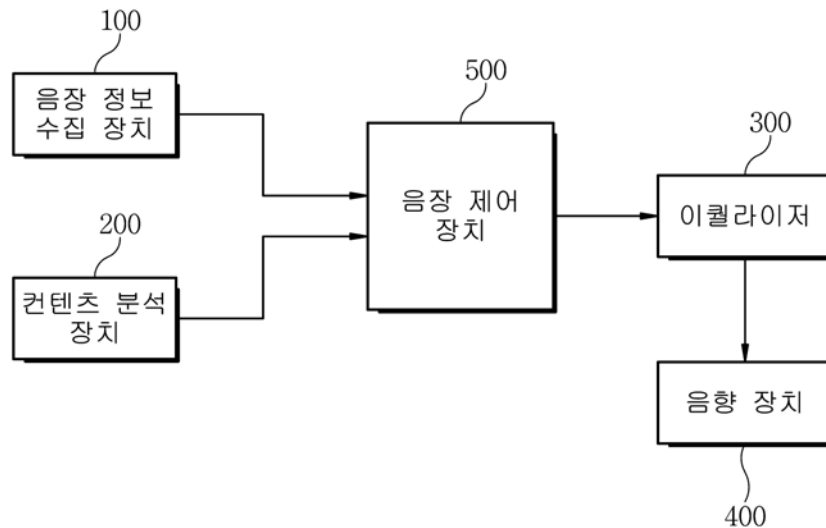 100
음장 정보
수집 장치
200
컨텐츠 분석
장치
500
음장 제어
장치
300
이퀄라이저
음향 장치
400